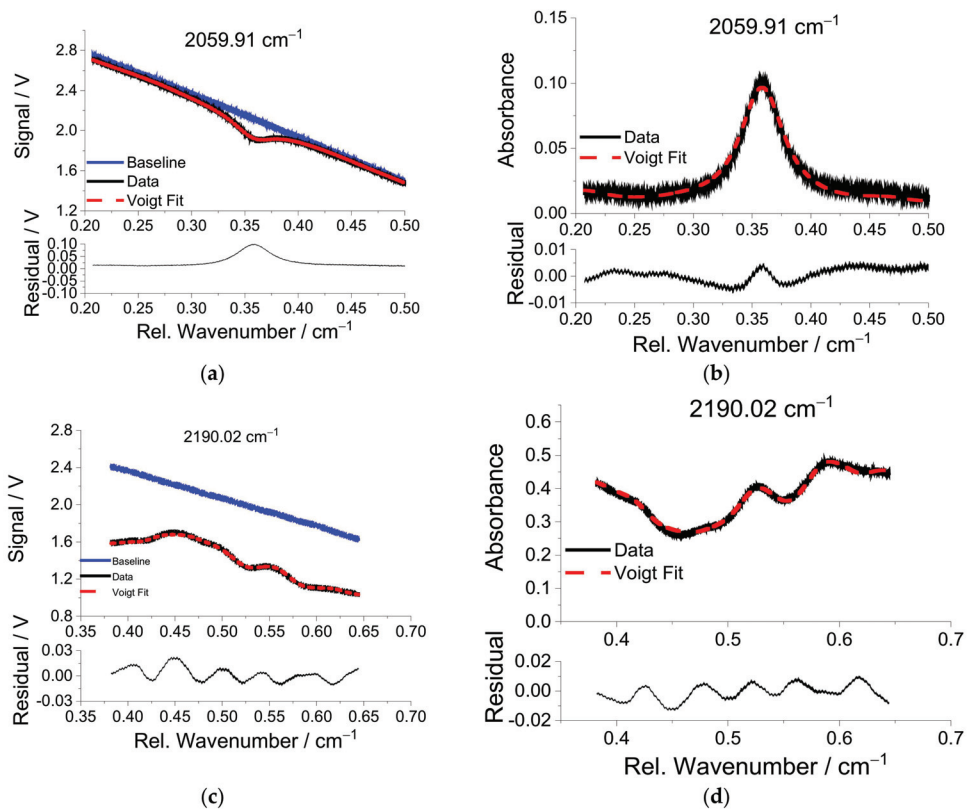 2059.91 cm⁻¹
Signal / V
2.8
2.4
2.0
1.6
1.2
Baseline
Data
Voigt Fit
0.20 0.25 0.30 0.35 0.40 0.45 0.50
Residual / V
0.10
0.05
0.00
-0.05
-0.10
0.20 0.25 0.30 0.35 0.40 0.45 0.50
Rel. Wavenumber / cm⁻¹
(a)
2059.91 cm⁻¹
Absorbance
0.15
0.10
0.05
0.00
Data
Voigt Fit
0.20 0.25 0.30 0.35 0.40 0.45 0.50
Residual
0.01
0.00
-0.01
0.20 0.25 0.30 0.35 0.40 0.45 0.50
Rel. Wavenumber / cm⁻¹
(b)
2190.02 cm⁻¹
Signal / V
2.8
2.4
2.0
1.6
1.2
0.8
Baseline
Data
Voigt Fit
0.35 0.40 0.45 0.50 0.55 0.60 0.65 0.70
Residual / V
0.03
0.00
-0.03
0.35 0.40 0.45 0.50 0.55 0.60 0.65 0.70
Rel. Wavenumber / cm⁻¹
(c)
2190.02 cm⁻¹
Absorbance
0.6
0.5
0.4
0.3
0.2
0.1
0.0
Data
Voigt Fit
0.4 0.5 0.6 0.7
Residual
0.02
0.00
-0.02
0.4 0.5 0.6 0.7
Rel. Wavenumber / cm⁻¹
(d)